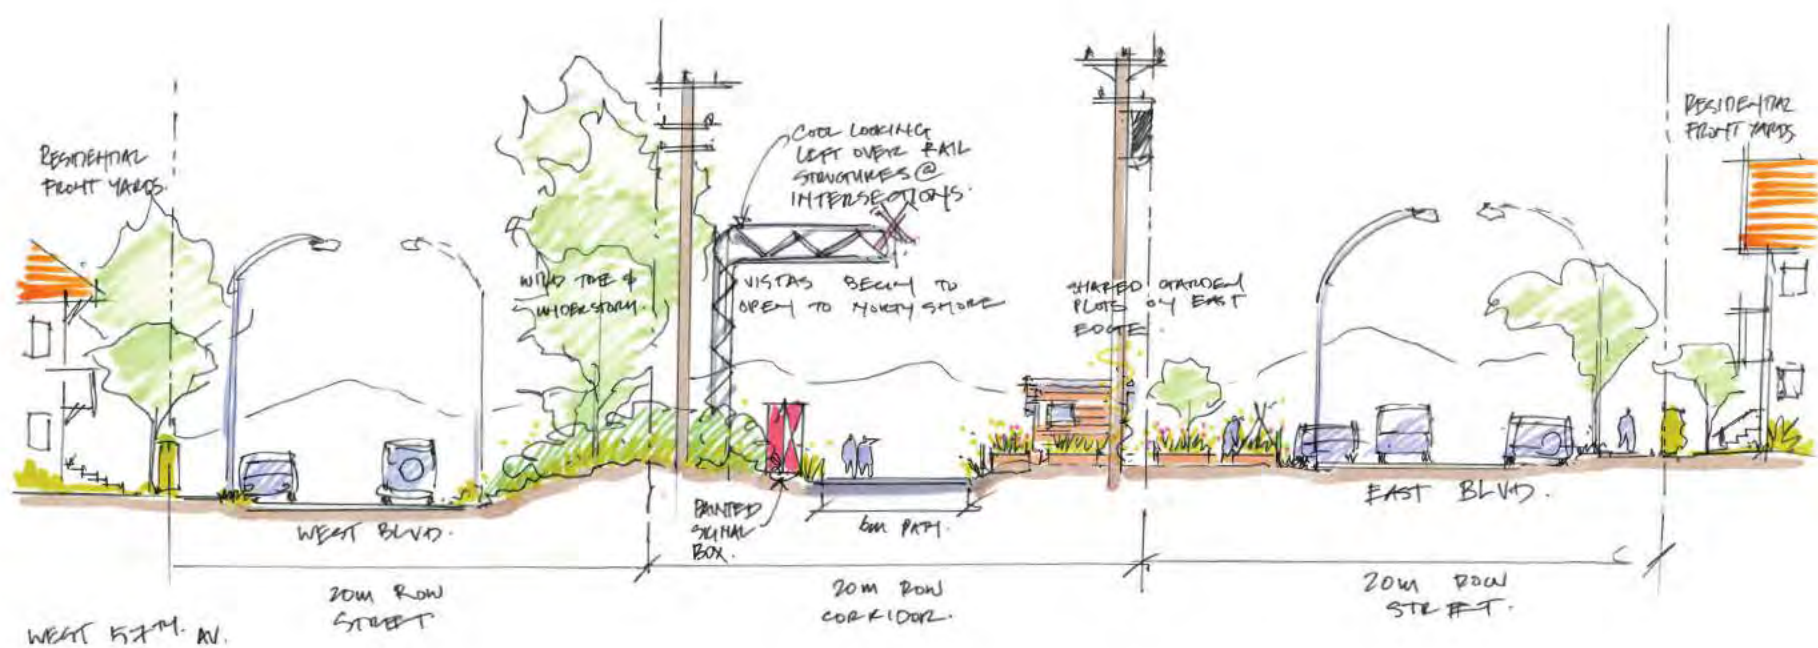 RESIDENTIAL
FRONT YARDS.
COOL LOOKING
LEFT OVER RAIL
STRUCTURES @
INTERSECTIONS.
RESIDENTIAL
FRONT YARDS
WILD TREE &
UNDERSTORY.
VISTAS BEGIN TO
OPEN TO NORTH SHORE
SHARED GARDEN
PLOTS ON EAST
EDGE.
WEST BLVD.
PAINTED
SIGNAL
BOX.
6m PATH.
EAST BLVD.
20m ROW
STREET
20m ROW
CORRIDOR.
20m ROW
STREET.
WEST 57TH. AV.